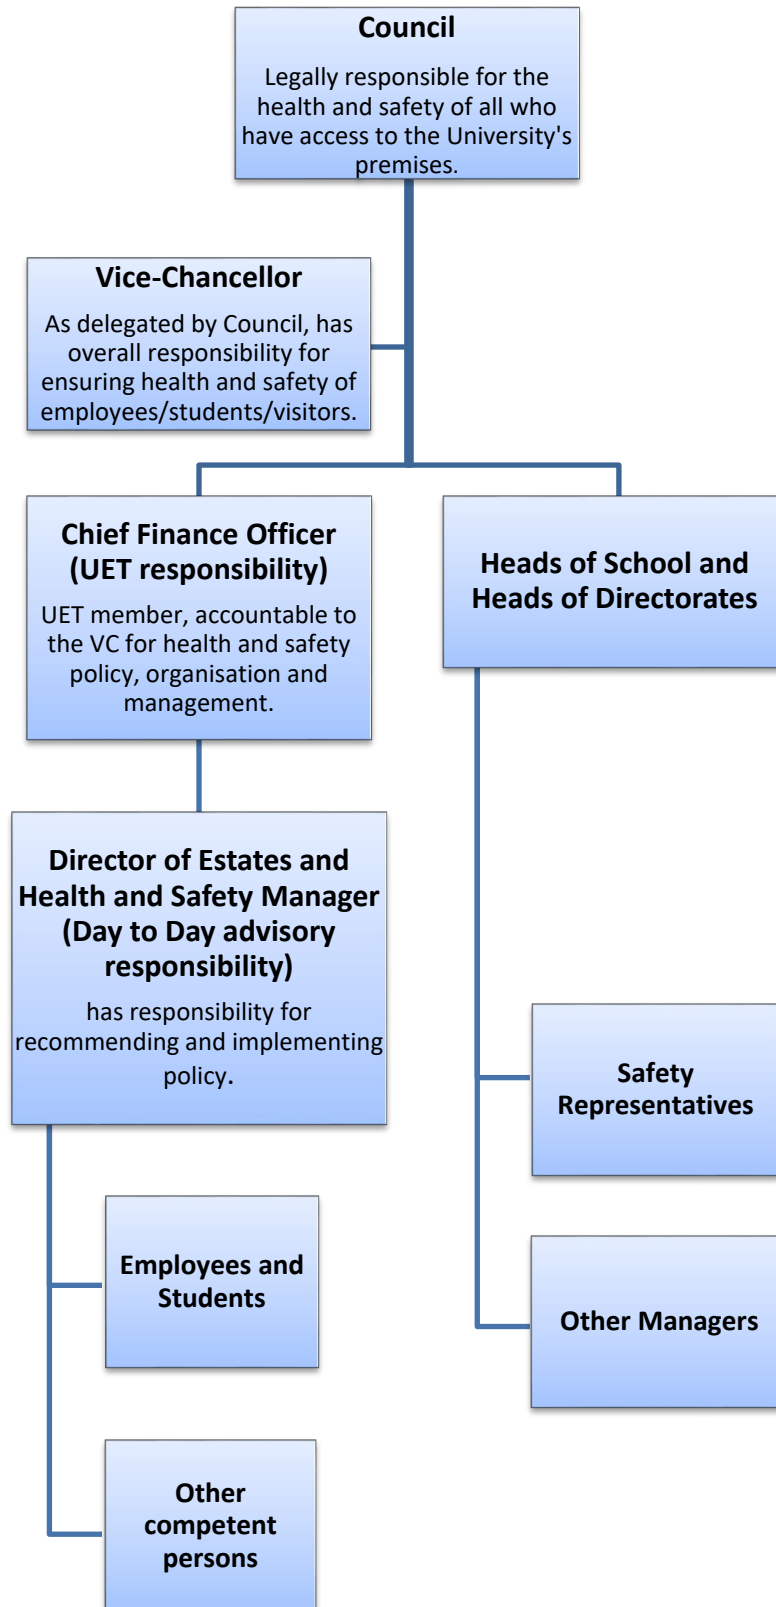 Council
Legally responsible for the
health and safety of all who
have access to the University's
premises.
Vice-Chancellor
As delegated by Council, has
overall responsibility for
ensuring health and safety of
employees/students/visitors.
Chief Finance Officer
(UET responsibility)
UET member, accountable to
the VC for health and safety
policy, organisation and
management.
Heads of School and
Heads of Directorates
Director of Estates and
Health and Safety Manager
(Day to Day advisory
responsibility)
has responsibility for
recommending and implementing
policy.
Safety
Representatives
Employees and
Students
Other Managers
Other
competent
persons